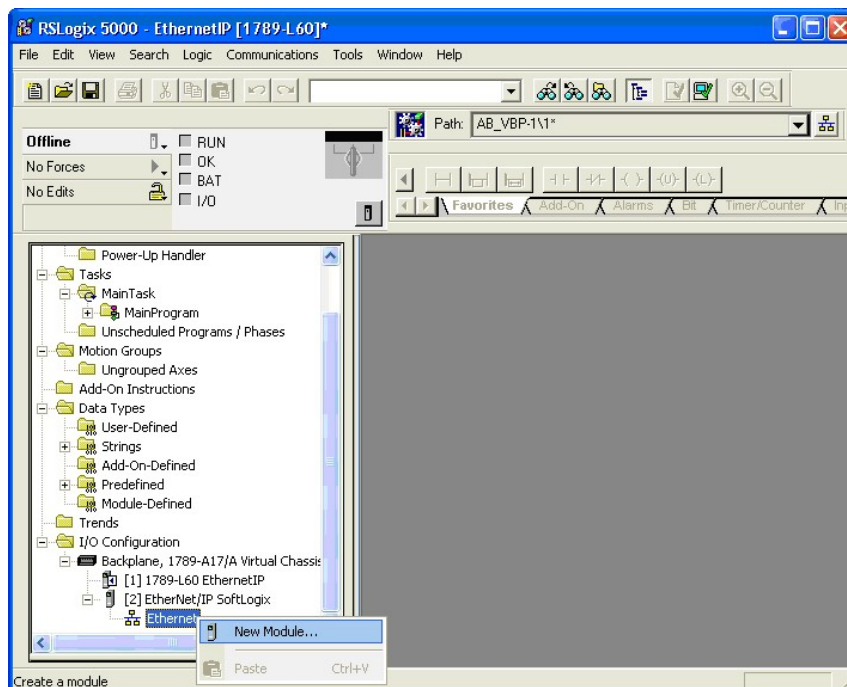 RSLogix 5000 - EthernetIP [1789-L60]*
File Edit View Search Logic Communications Tools Window Help
Path: AB_VBP-1\1*
Offline
RUN
No Forces
OK
No Edits
BAT
I/O
Favorites Add-On Alarms Bit Timer/Counter
Power-Up Handler
Tasks
MainTask
MainProgram
Unscheduled Programs / Phases
Motion Groups
Ungrouped Axes
Add-On Instructions
Data Types
User-Defined
Strings
Add-On-Defined
Predefined
Module-Defined
Trends
I/O Configuration
Backplane, 1789-A17/A Virtual Chassis
[1] 1789-L60 EthernetIP
[2] EtherNet/IP SoftLogix
Ethernet
New Module...
Paste Ctrl+V
Create a module